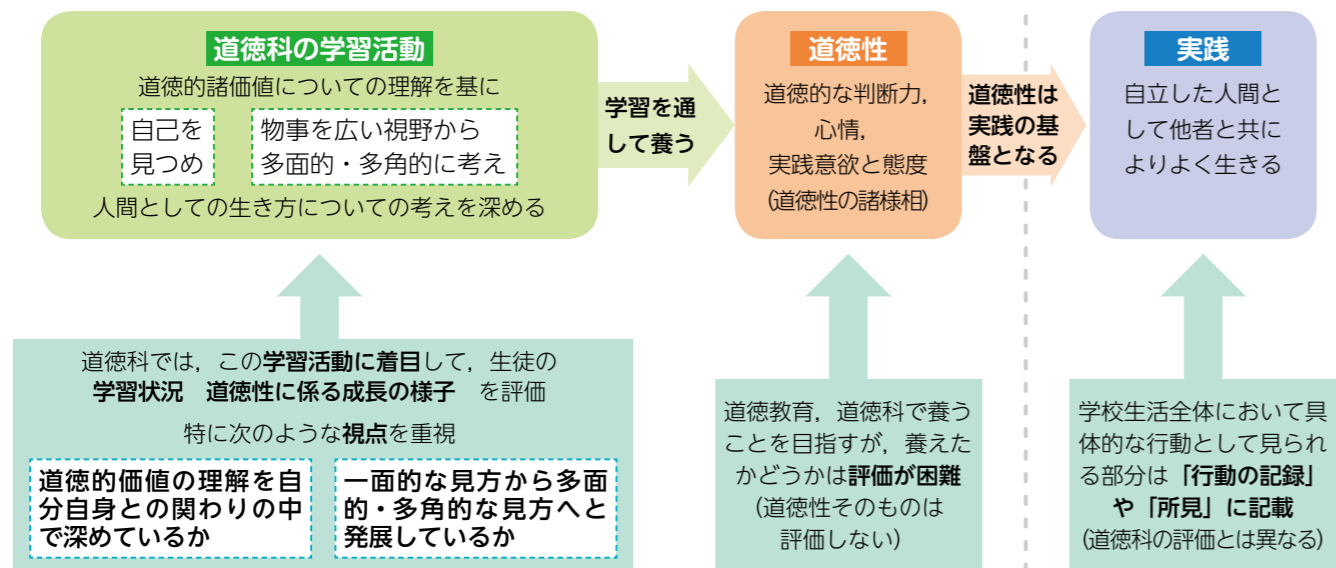 道徳科の学習活動
道徳的諸価値についての理解を基に
自己を
見つめ
物事を広い視野から
多面的・多角的に考え
人間としての生き方についての考えを深める
学習を通
して養う
道徳性
道徳的な判断力，
心情，
実践意欲と態度
(道徳性の諸様相)
道徳性は
実践の基
盤となる
実践
自立した人間と
して他者と共に
よりよく生きる
道徳科では，この学習活動に着目して，生徒の
学習状況　道徳性に係る成長の様子　を評価
特に次のような視点を重視
道徳的価値の理解を自
分自身との関わりの中
で深めているか
一面的な見方から多面
的・多角的な見方へと
発展しているか
道徳教育，道徳科で養う
ことを目指すが，養えた
かどうかは評価が困難
(道徳性そのものは
評価しない)
学校生活全体において具
体的な行動として見られ
る部分は「行動の記録」
や「所見」に記載
(道徳科の評価とは異なる)